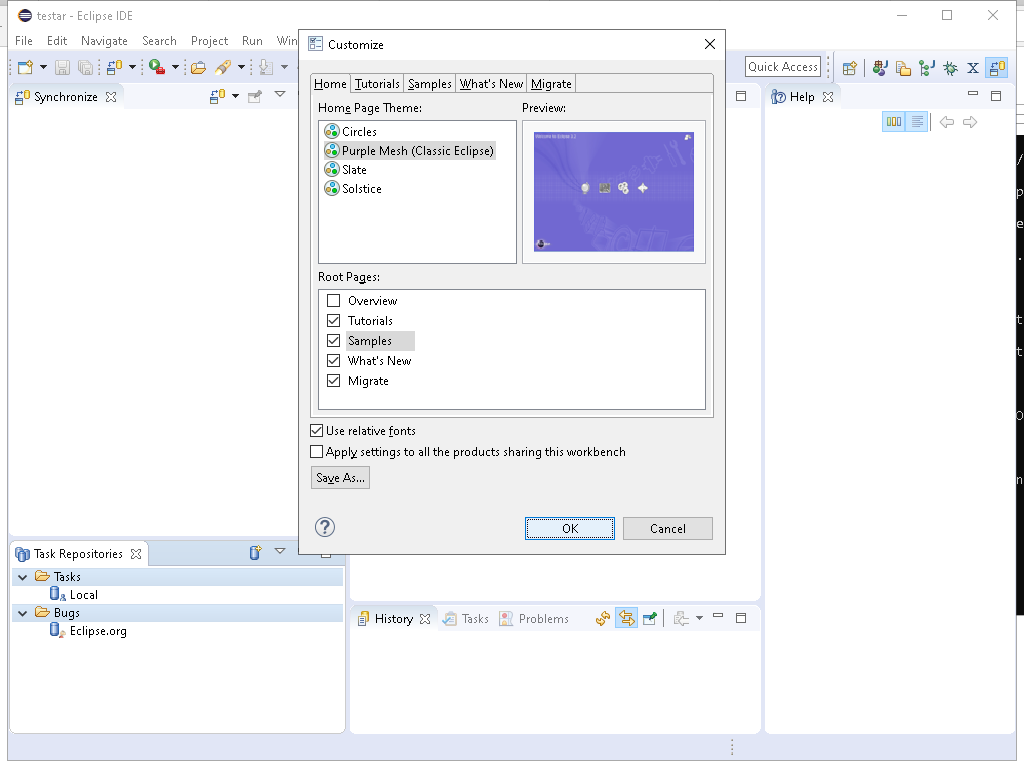 testar - Eclipse IDE
File Edit Navigate Search Project Run Win
Quick Access
Synchronize
Help
Customize
Home Tutorials Samples What's New Migrate
Home Page Theme:
Preview:
Circles
Purple Mesh (Classic Eclipse)
Slate
Solstice
Root Pages:
Overview
Tutorials
Samples
What's New
Migrate
Use relative fonts
Apply settings to all the products sharing this workbench
Save As...
OK
Cancel
Task Repositories
Tasks
Local
Bugs
Eclipse.org
History
Tasks
Problems